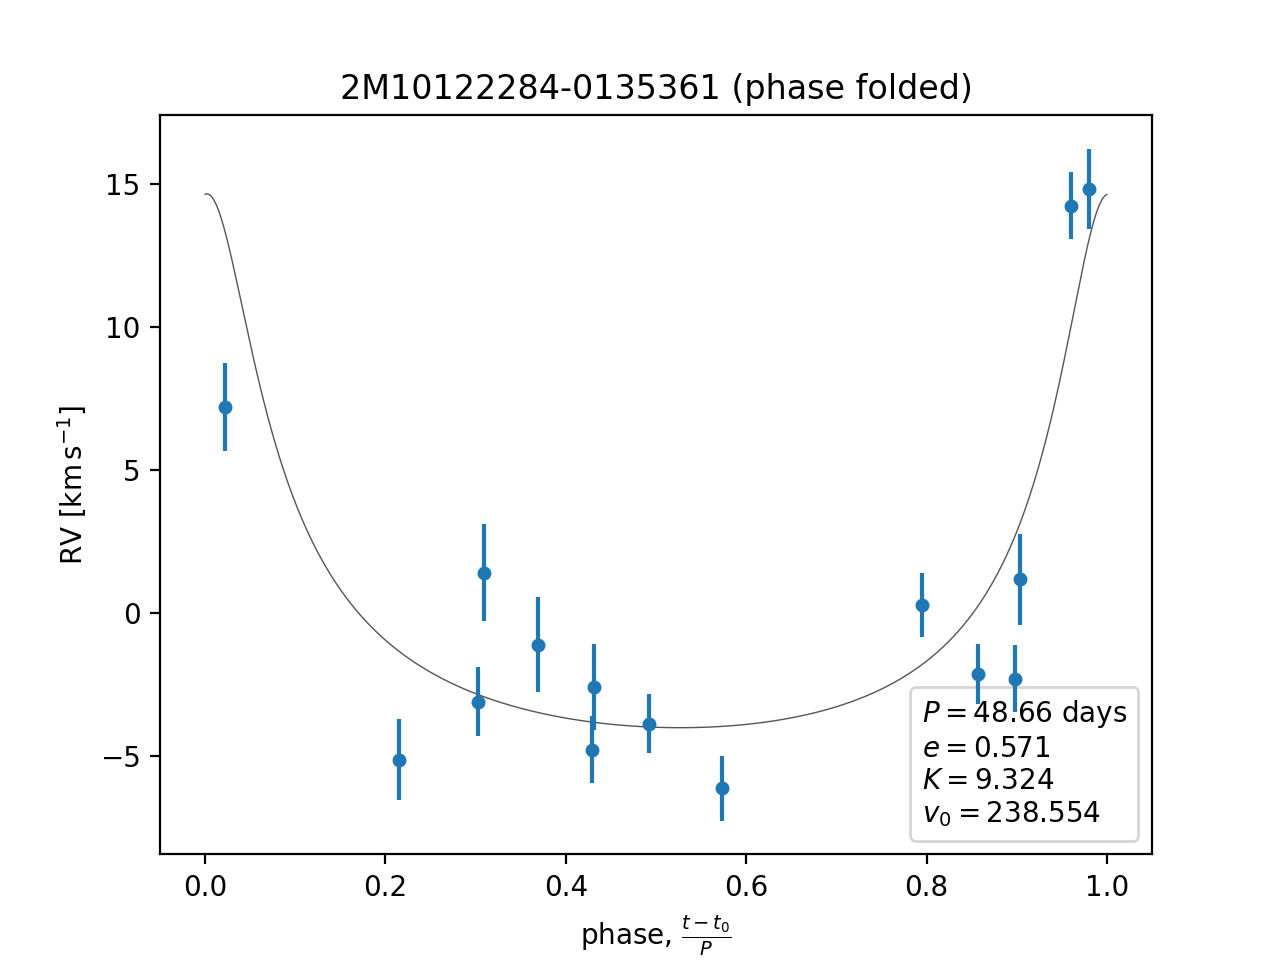 2M10122284-0135361 (phase folded)
15
10
5
0
−5
RV [km s⁻¹]
P = 48.66 days
e = 0.571
K = 9.324
v₀ = 238.554
0.0 0.2 0.4 0.6 0.8 1.0
phase, (t − t₀)/P